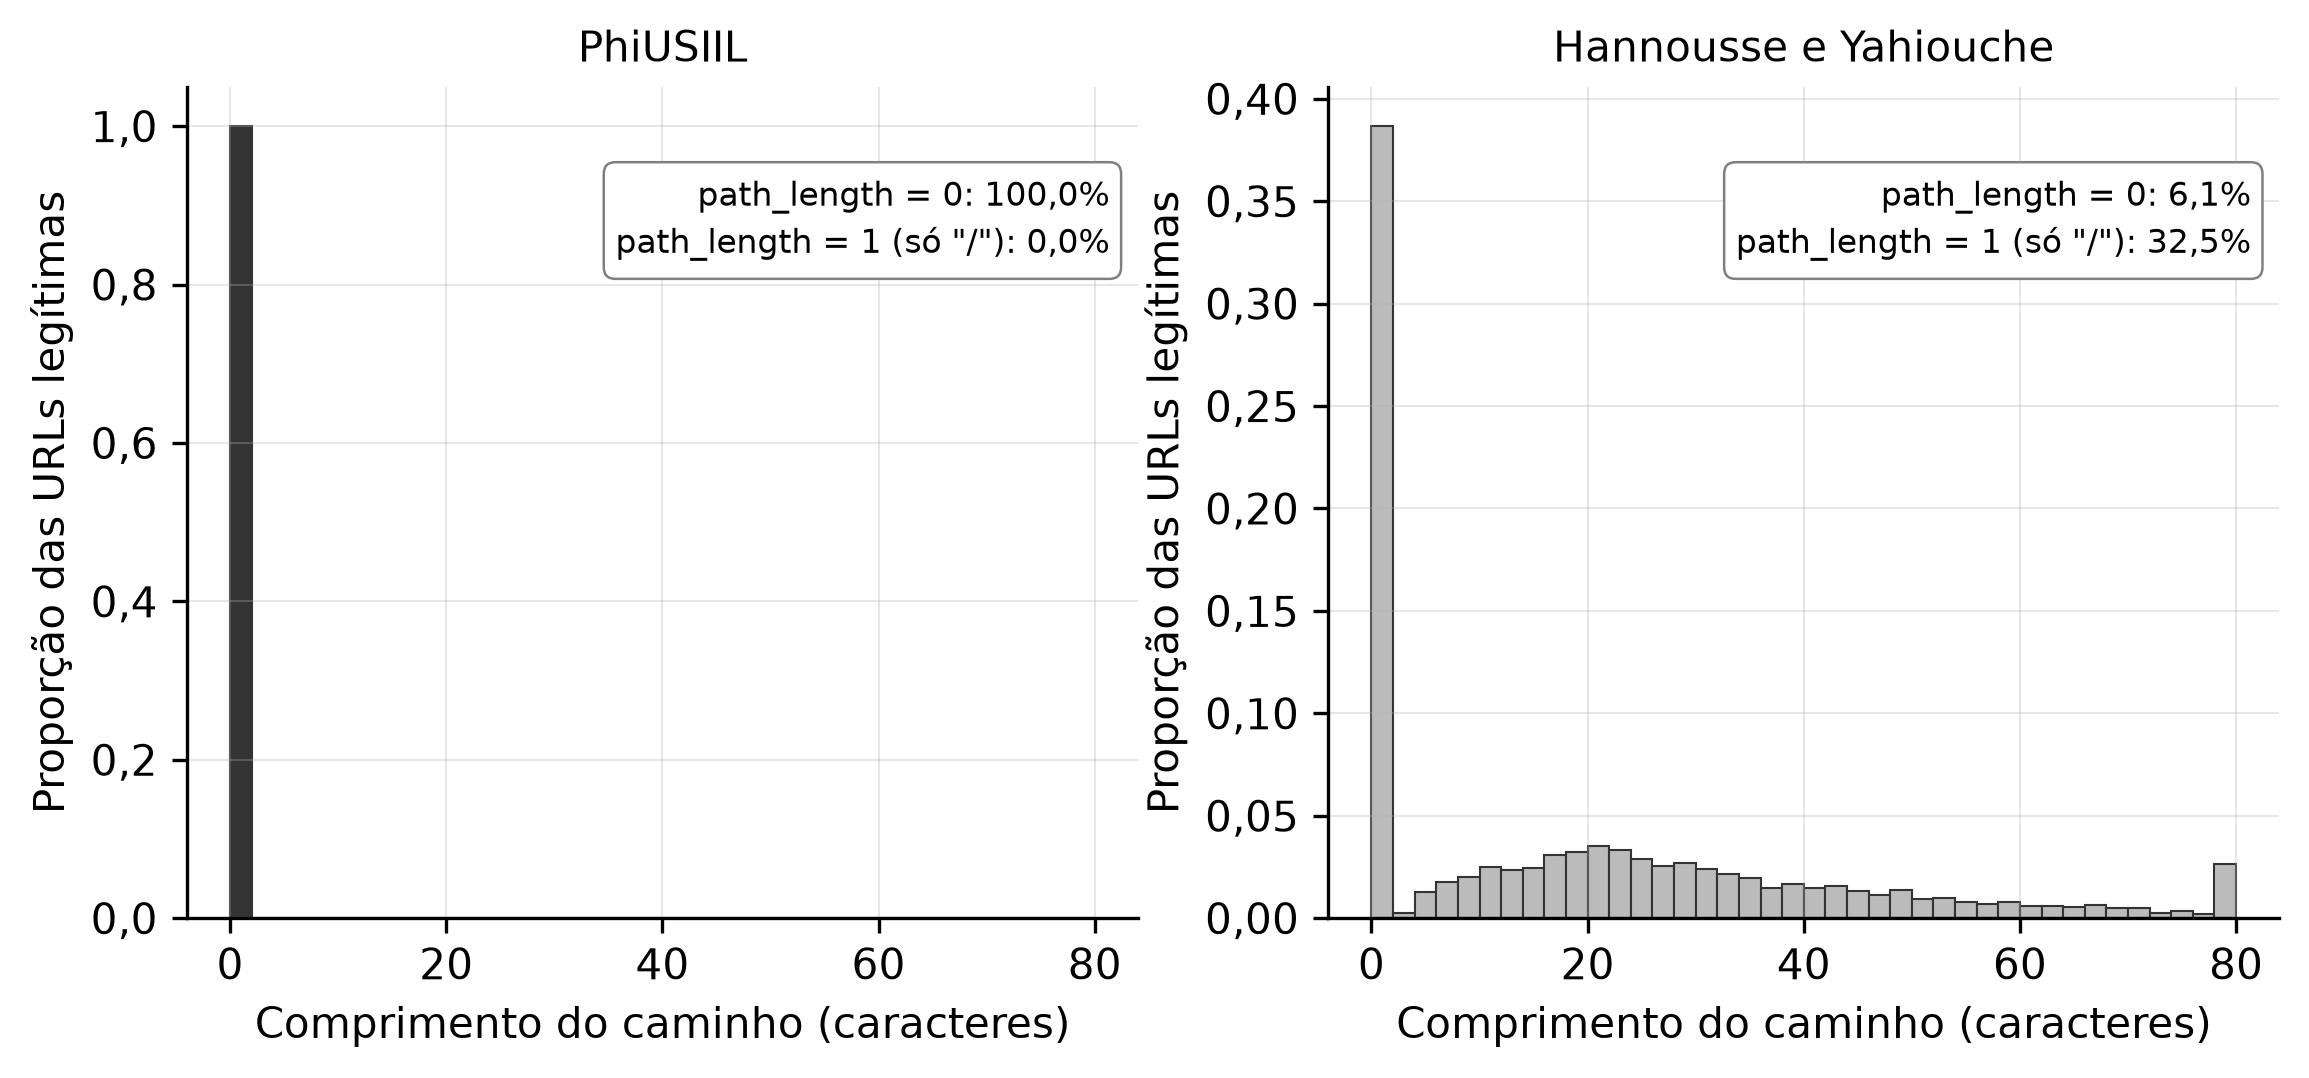 PhiUSIIL
Proporção das URLs legítimas
1,0
0,8
0,6
0,4
0,2
0,0
path_length = 0: 100,0%
path_length = 1 (só "/"): 0,0%
0 20 40 60 80
Comprimento do caminho (caracteres)
Hannousse e Yahiouche
Proporção das URLs legítimas
0,40
0,35
0,30
0,25
0,20
0,15
0,10
0,05
0,00
path_length = 0: 6,1%
path_length = 1 (só "/"): 32,5%
0 20 40 60 80
Comprimento do caminho (caracteres)